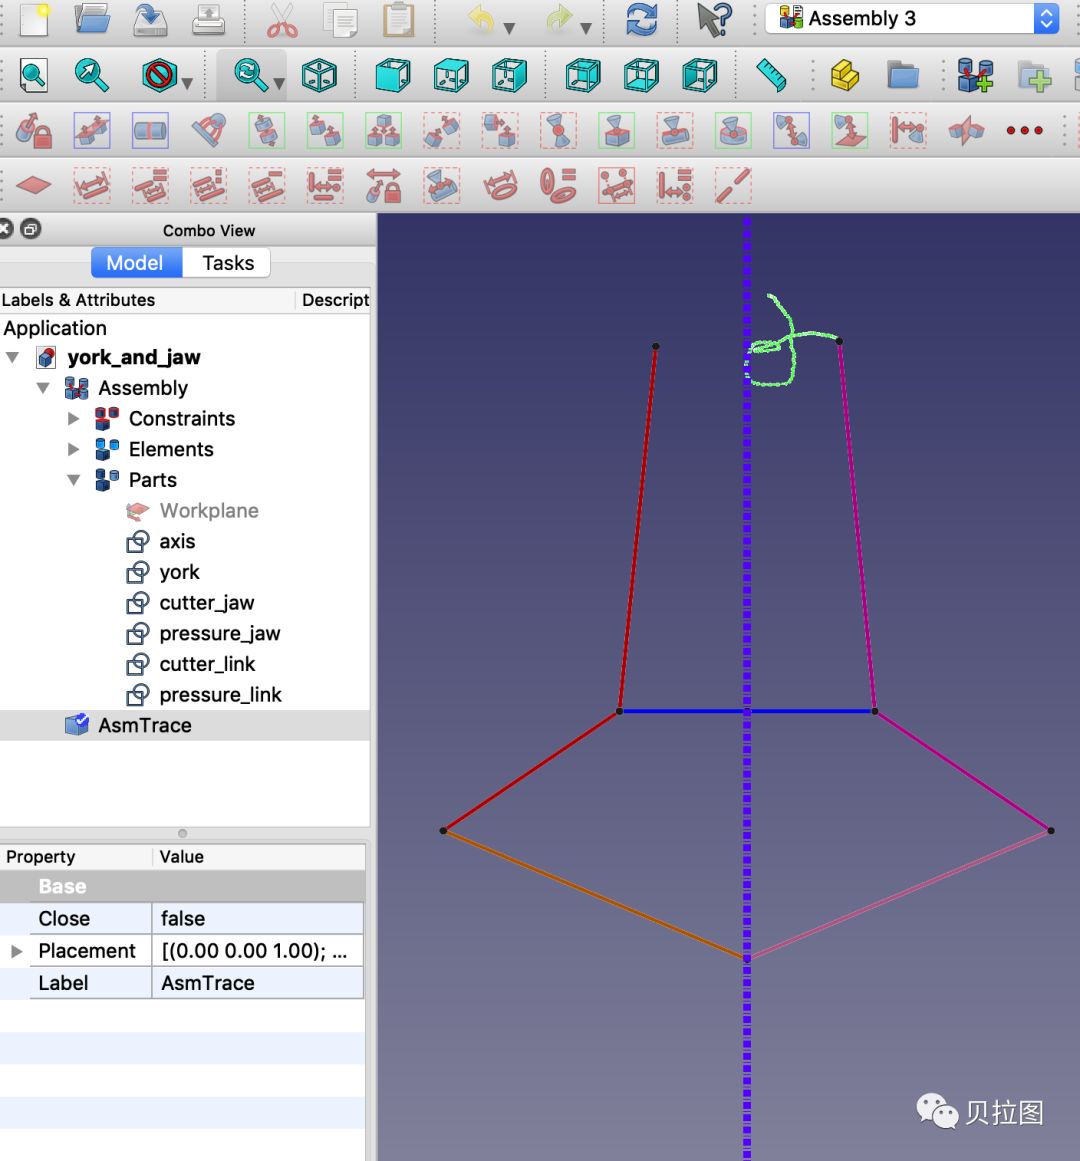 Assembly 3
Combo View
Model Tasks
Labels & Attributes Descript
Application
york_and_jaw
Assembly
Constraints
Elements
Parts
Workplane
axis
york
cutter_jaw
pressure_jaw
cutter_link
pressure_link
AsmTrace
Property Value
Base
Close false
Placement [(0.00 0.00 1.00); ...
Label AsmTrace
贝拉图